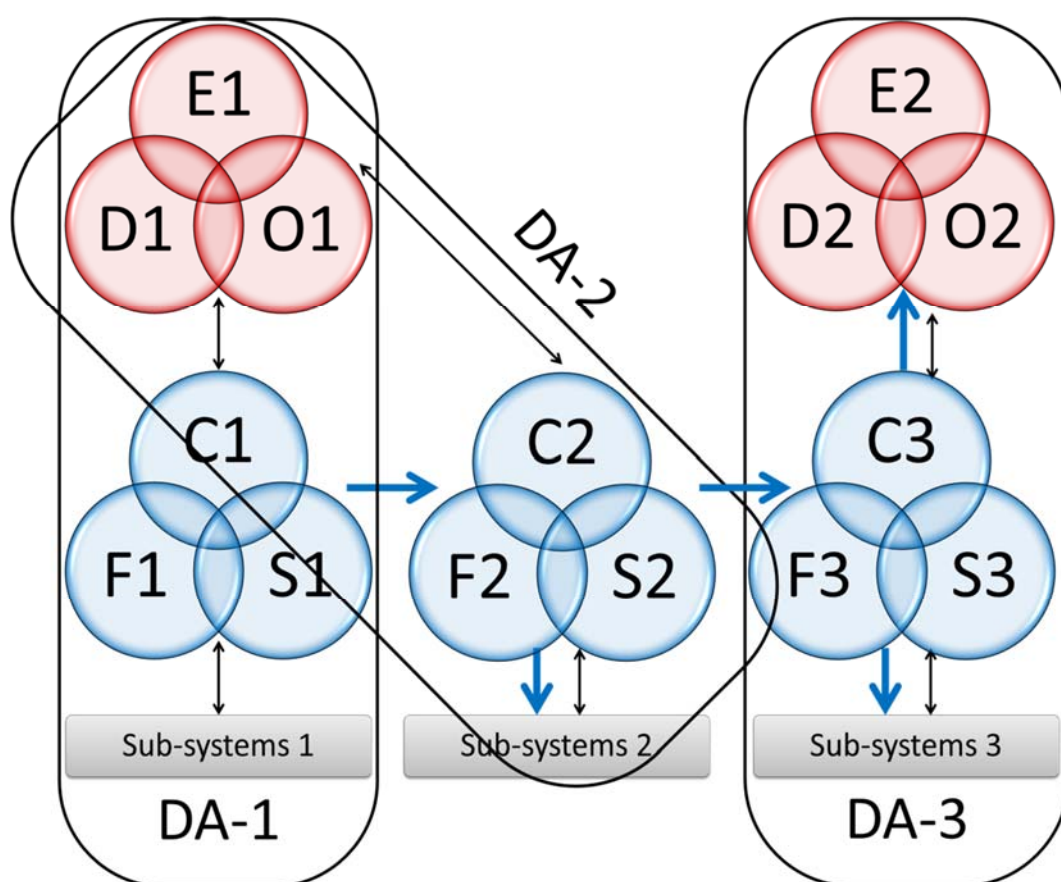 E1
D1
O1
E2
D2
O2
DA-2
C1
F1
S1
C2
F2
S2
C3
F3
S3
Sub-systems 1
Sub-systems 2
Sub-systems 3
DA-1
DA-3